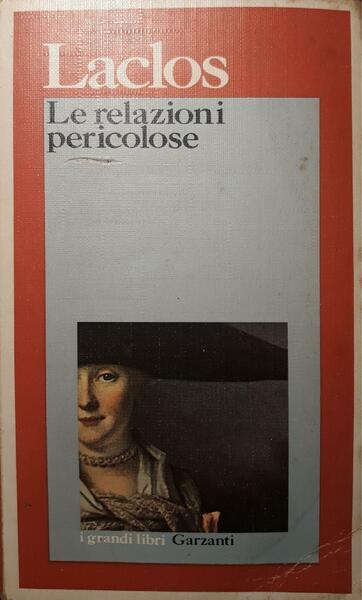 Laclos
Le relazioni
pericolose
i grandi libri Garzanti